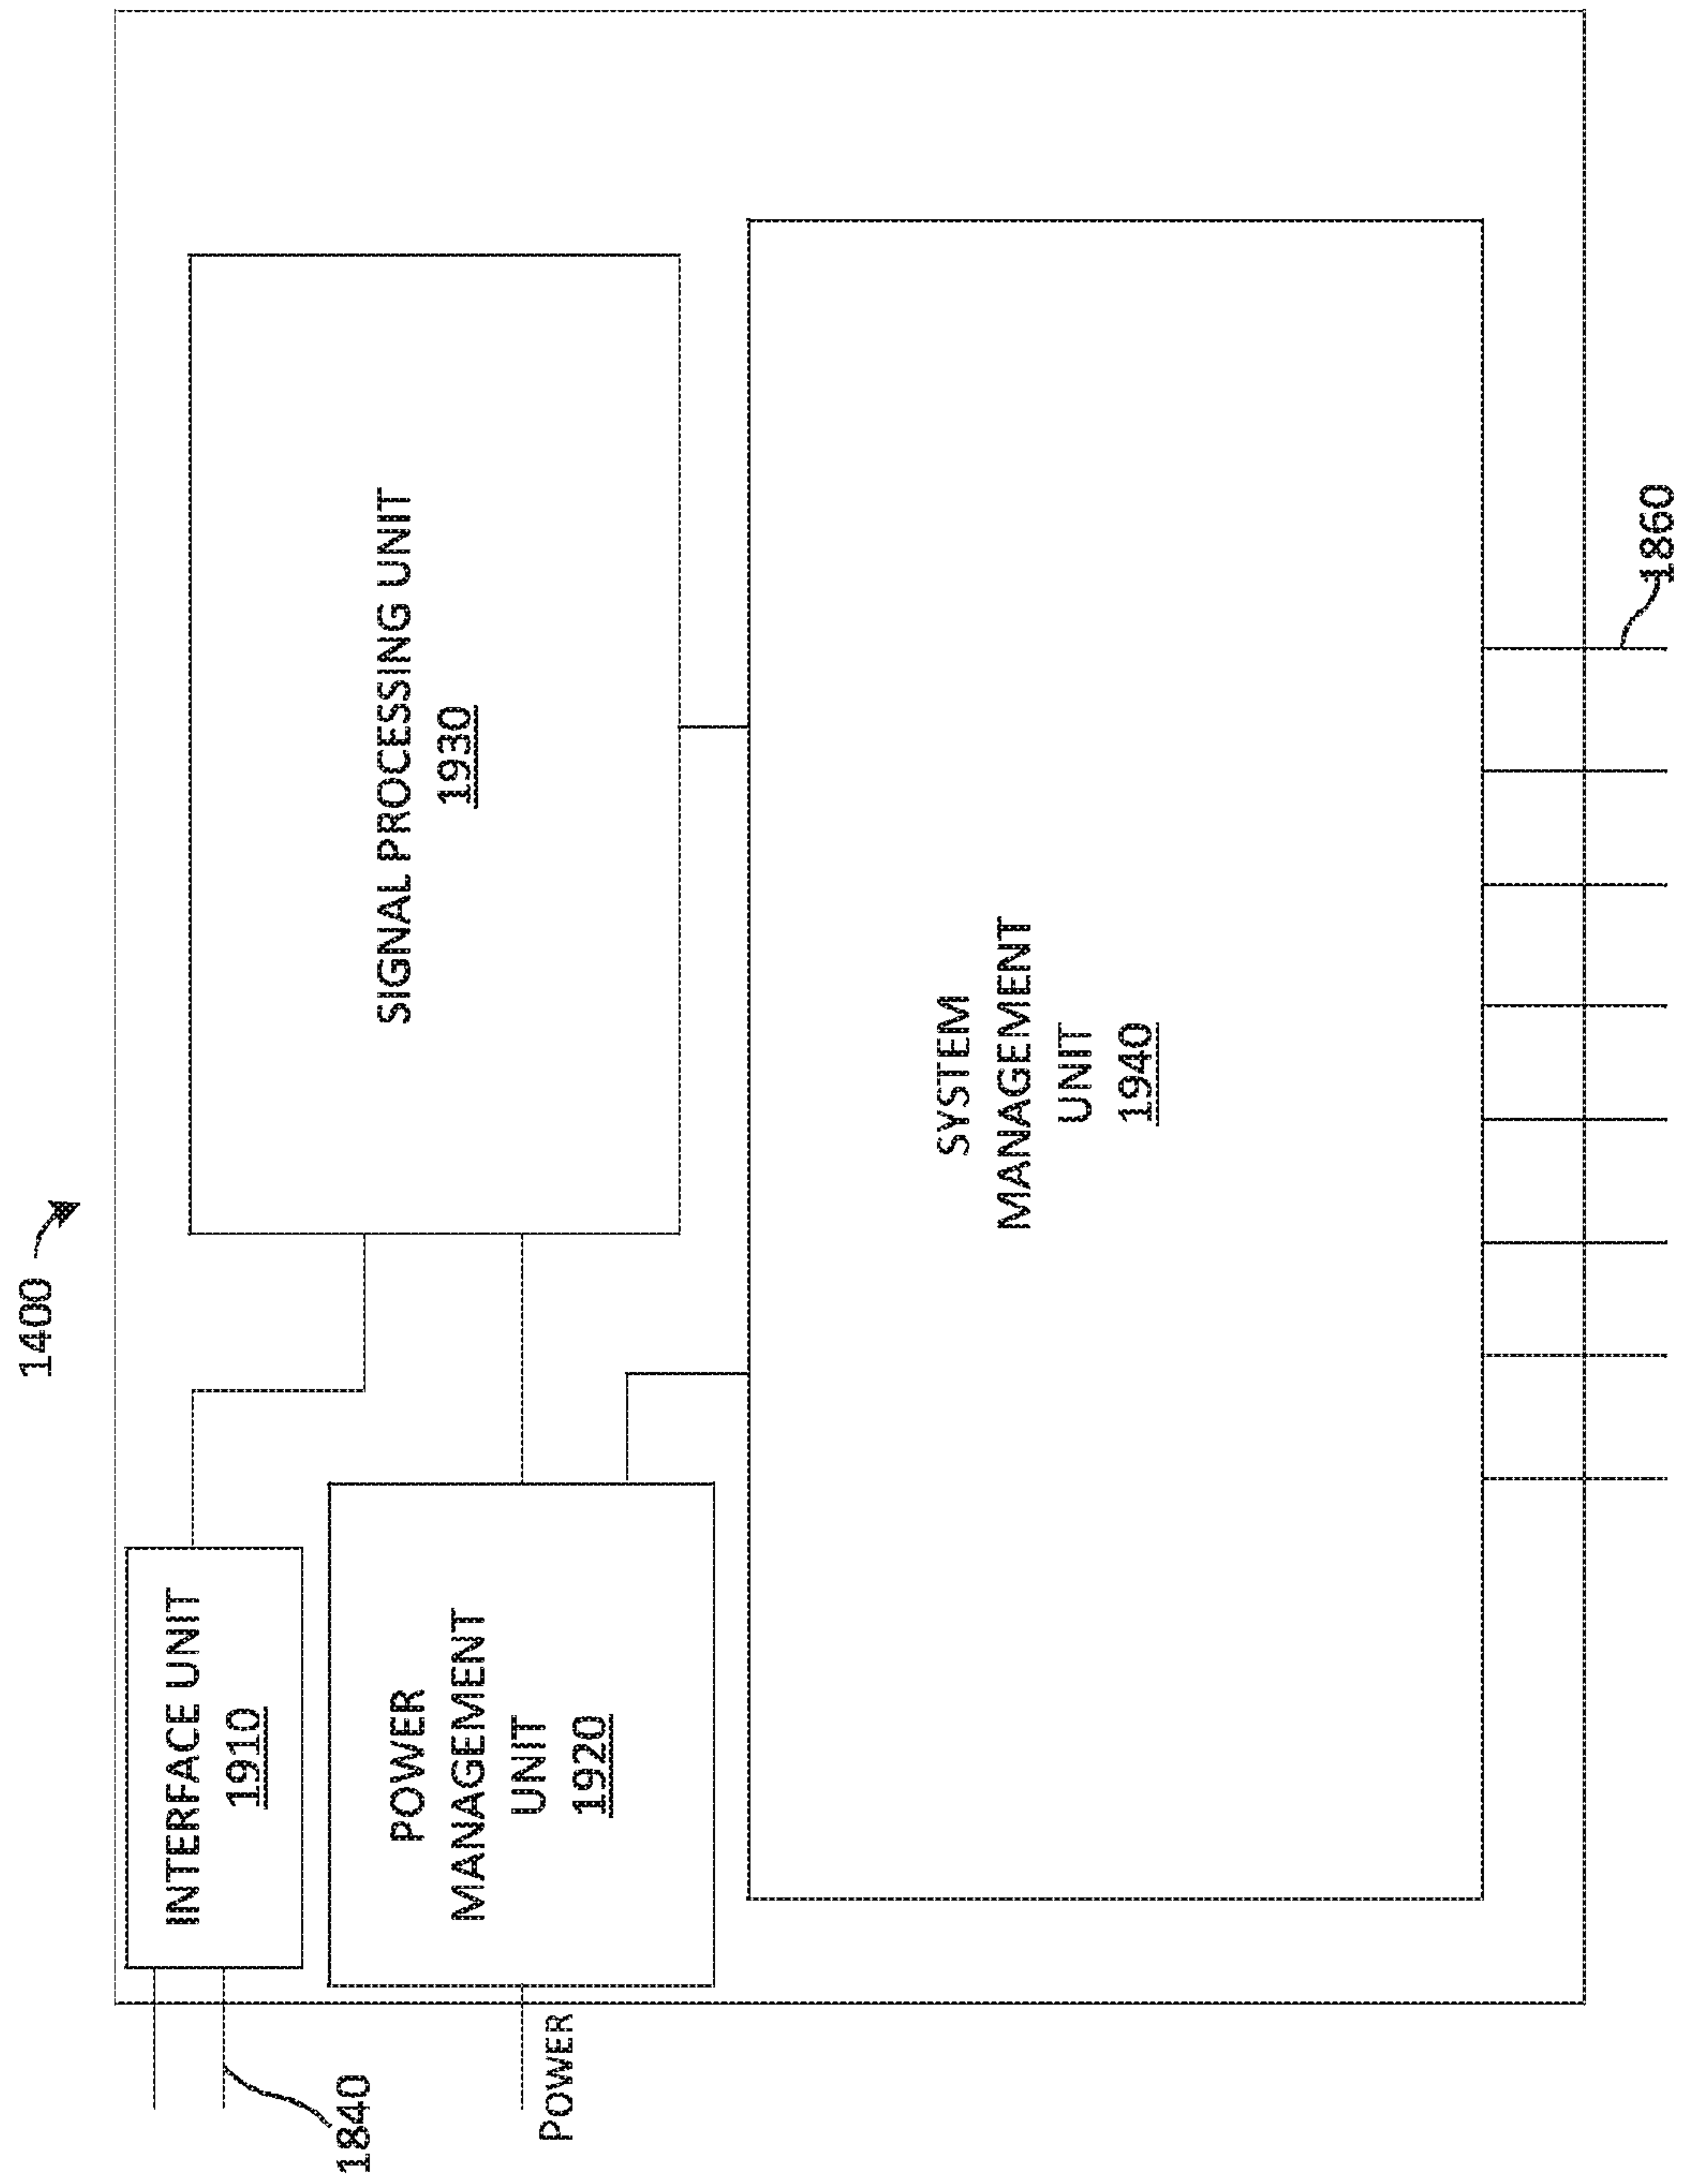 1400
INTERFACE UNIT
1910
SIGNAL PROCESSING UNIT
1930
1840
POWER
MANAGEMENT
UNIT
1920
POWER
SYSTEM
MANAGEMENT
UNIT
1940
1860